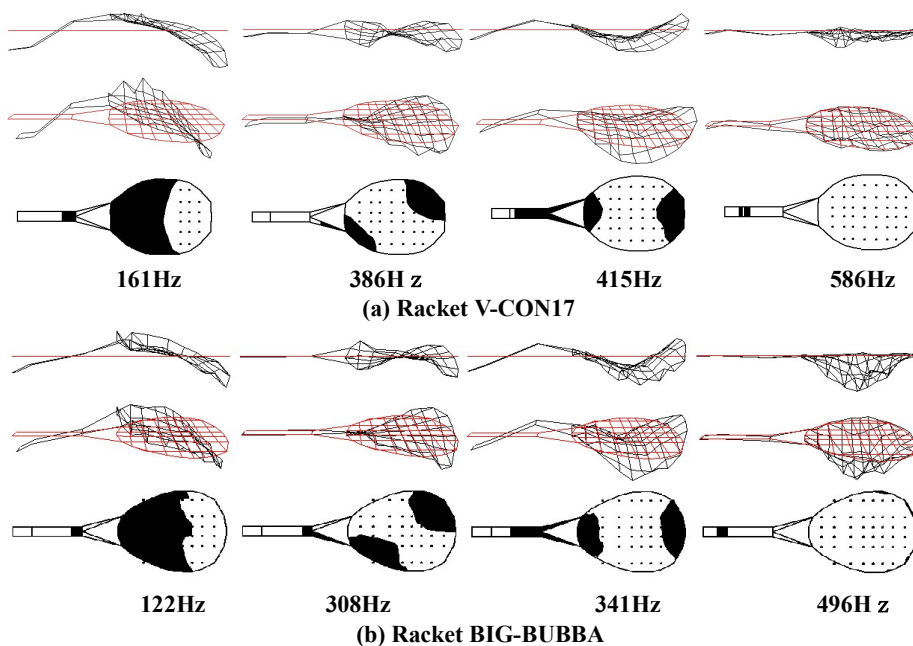 161Hz 386H z 415Hz 586Hz
(a) Racket V-CON17
122Hz 308Hz 341Hz 496H z
(b) Racket BIG-BUBBA